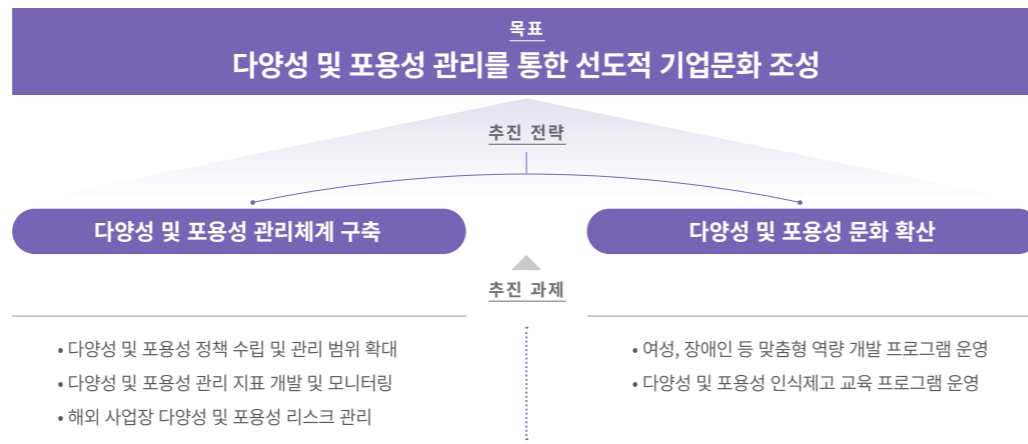 목표
다양성 및 포용성 관리를 통한 선도적 기업문화 조성
추진 전략
다양성 및 포용성 관리체계 구축
다양성 및 포용성 문화 확산
추진 과제
• 다양성 및 포용성 정책 수립 및 관리 범위 확대
• 다양성 및 포용성 관리 지표 개발 및 모니터링
• 해외 사업장 다양성 및 포용성 리스크 관리
• 여성, 장애인 등 맞춤형 역량 개발 프로그램 운영
• 다양성 및 포용성 인식제고 교육 프로그램 운영